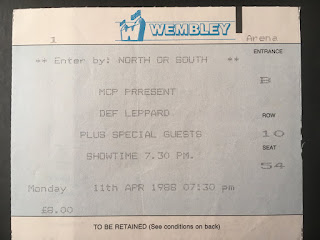 WEMBLEY
1 Arena
** Enter by: NORTH OR SOUTH **
ENTRANCE
B
MCP PRRESENT
DEF LEPPARD
ROW
PLUS SPECIAL GUESTS 10
SEAT
SHOWTIME 7.30 PM. 54
Monday 11th APR 1988 07:30 pm
£8.00
TO BE RETAINED (See conditions on back)